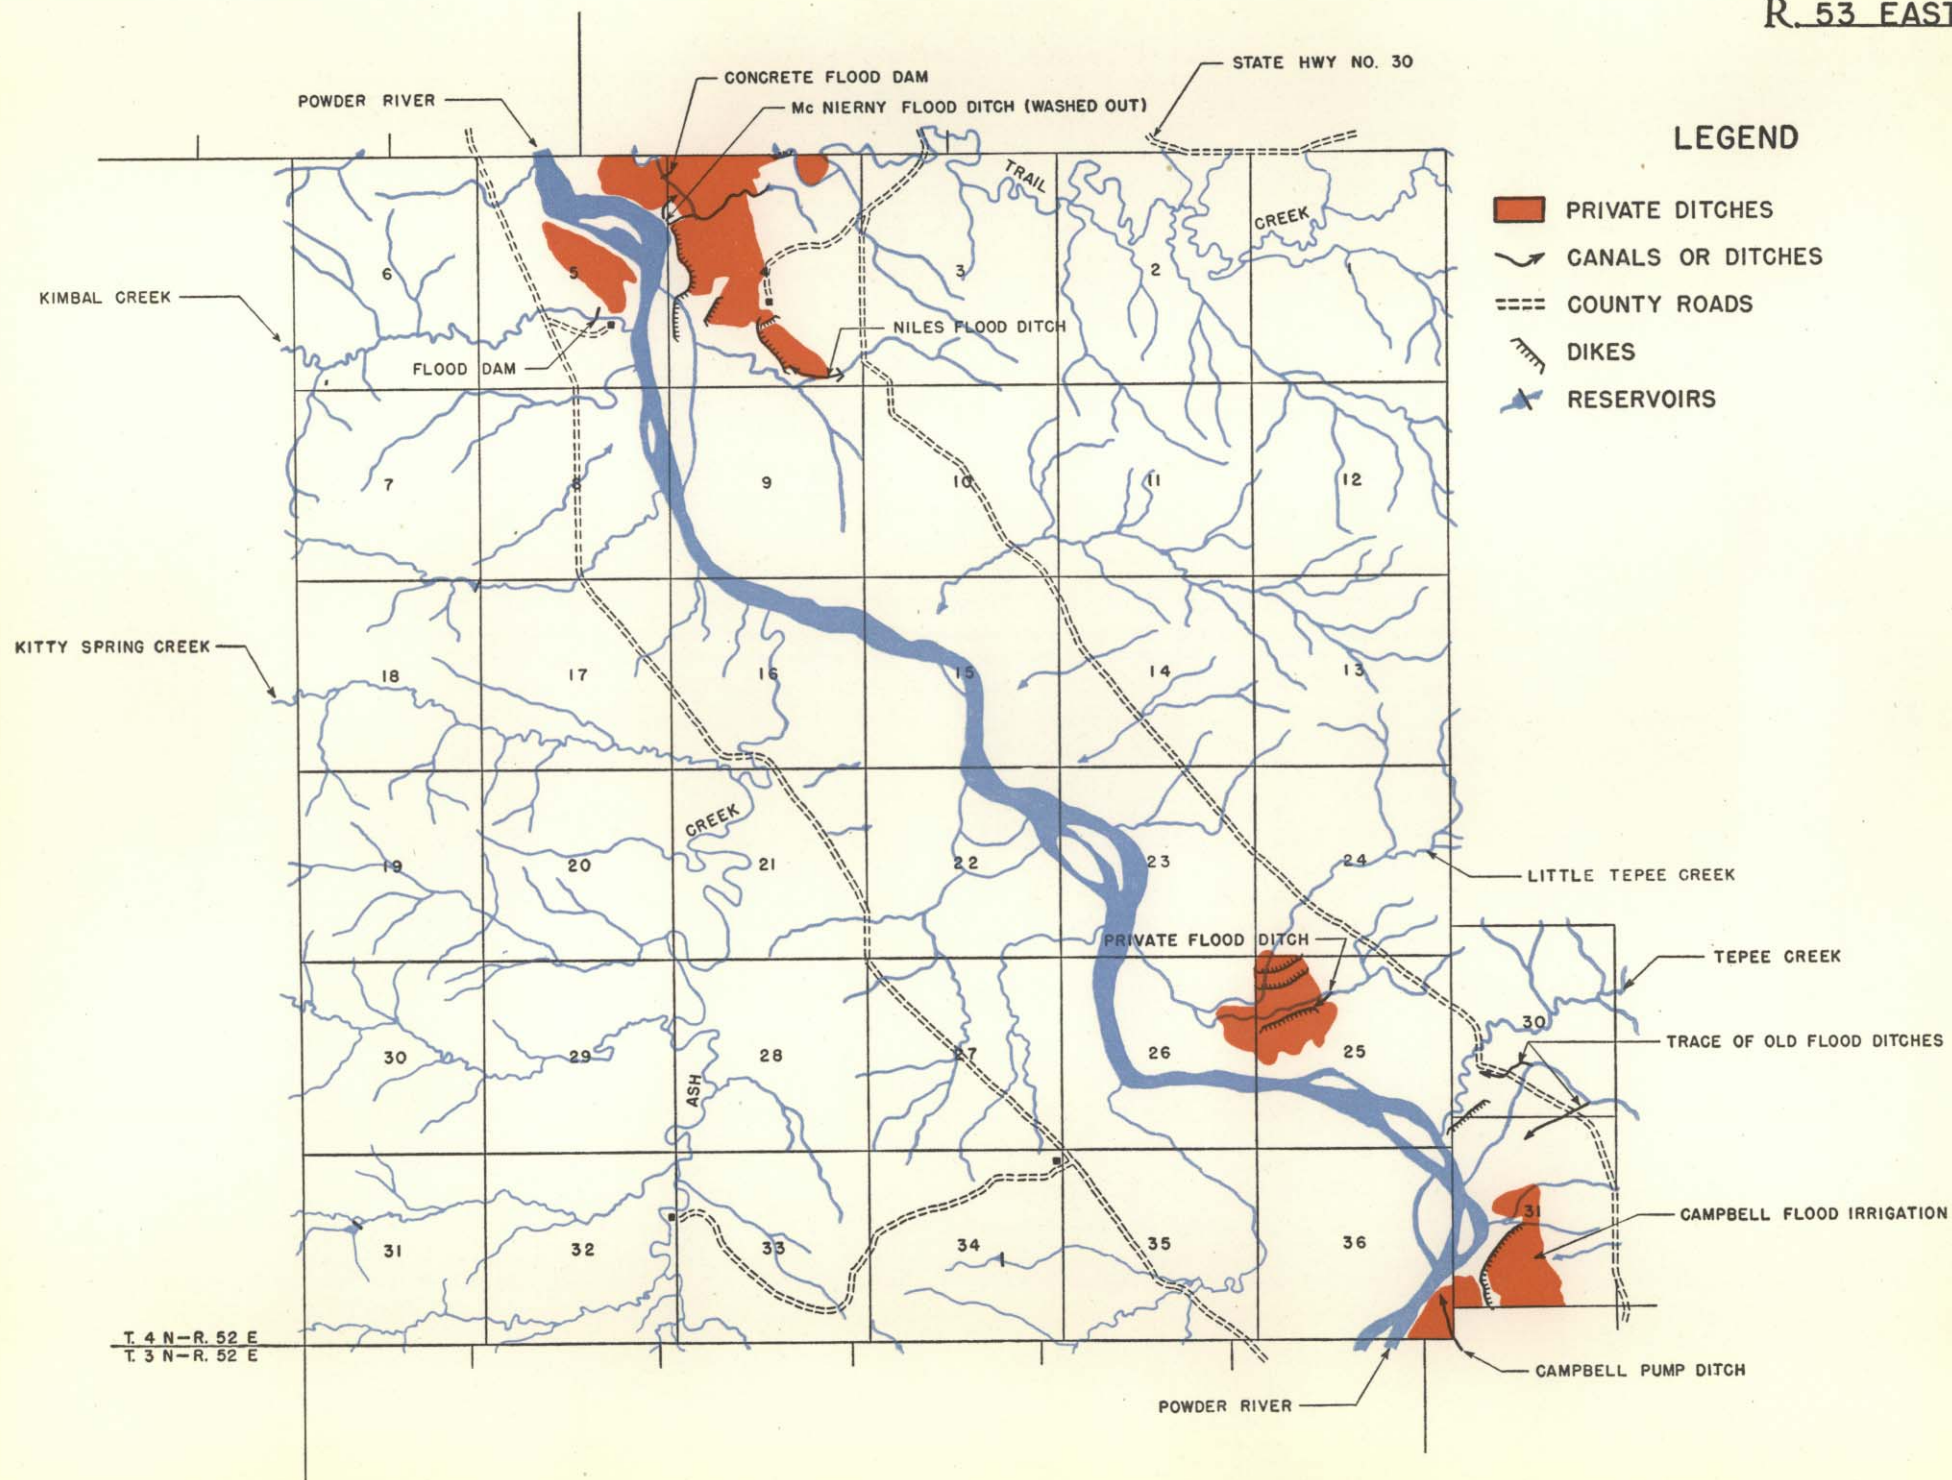 R. 53 EAST
STATE HWY NO. 30
CONCRETE FLOOD DAM
POWDER RIVER
Mc NIERNY FLOOD DITCH (WASHED OUT)
LEGEND
PRIVATE DITCHES
CANALS OR DITCHES
COUNTY ROADS
DIKES
RESERVOIRS
TRAIL
CREEK
6
5
4
3
2
1
KIMBAL CREEK
NILES FLOOD DITCH
FLOOD DAM
7
8
9
10
11
12
KITTY SPRING CREEK
18
17
16
15
14
13
CREEK
19
20
21
22
23
24
LITTLE TEPEE CREEK
PRIVATE FLOOD DITCH
TEPEE CREEK
30
29
28
27
26
25
30
TRACE OF OLD FLOOD DITCHES
ASH
31
32
33
34
35
36
31
CAMPBELL FLOOD IRRIGATION
T. 4 N-R. 52 E
T. 3 N-R. 52 E
CAMPBELL PUMP DITCH
POWDER RIVER